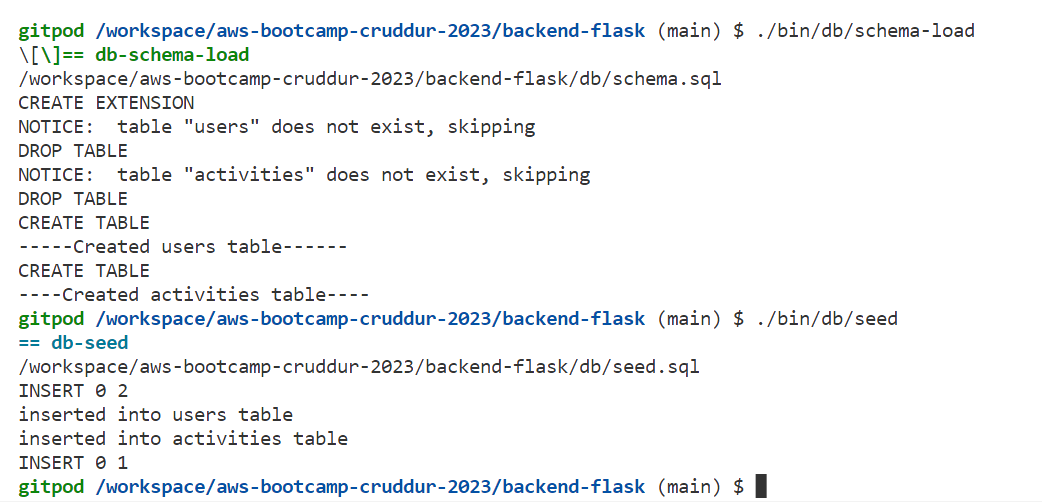 gitpod /workspace/aws-bootcamp-cruddur-2023/backend-flask (main) $ ./bin/db/schema-load
\[\]== db-schema-load
/workspace/aws-bootcamp-cruddur-2023/backend-flask/db/schema.sql
CREATE EXTENSION
NOTICE:  table "users" does not exist, skipping
DROP TABLE
NOTICE:  table "activities" does not exist, skipping
DROP TABLE
CREATE TABLE
-----Created users table------
CREATE TABLE
----Created activities table----
gitpod /workspace/aws-bootcamp-cruddur-2023/backend-flask (main) $ ./bin/db/seed
== db-seed
/workspace/aws-bootcamp-cruddur-2023/backend-flask/db/seed.sql
INSERT 0 2
inserted into users table
inserted into activities table
INSERT 0 1
gitpod /workspace/aws-bootcamp-cruddur-2023/backend-flask (main) $